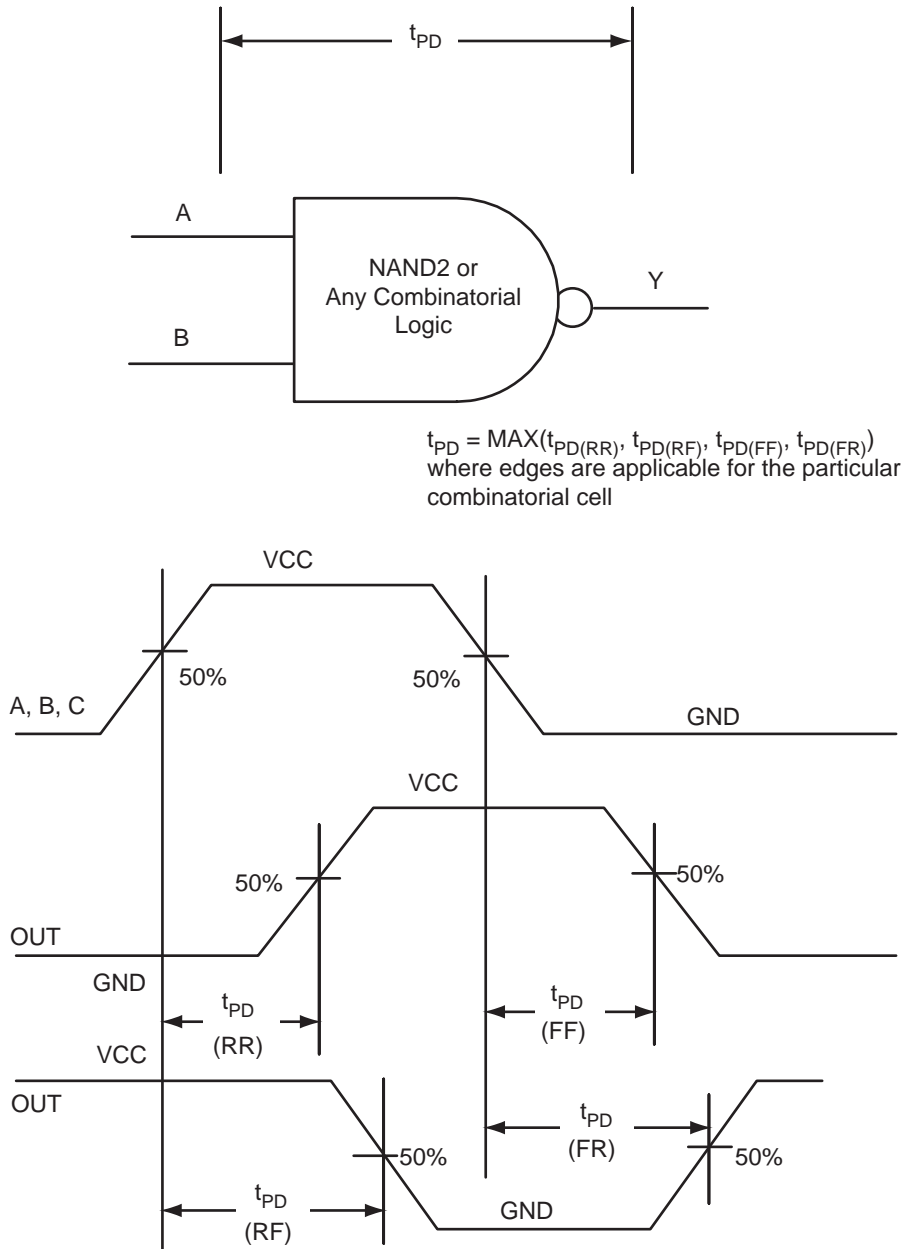 tPD
A
NAND2 or
Any Combinatorial
Logic
Y
B
tPD = MAX(tPD(RR), tPD(RF), tPD(FF), tPD(FR))
where edges are applicable for the particular
combinatorial cell
VCC
50%
50%
A, B, C
GND
VCC
50%
50%
OUT
GND
tPD
(RR)
tPD
(FF)
VCC
OUT
tPD
(FR)
50%
50%
tPD
(RF)
GND